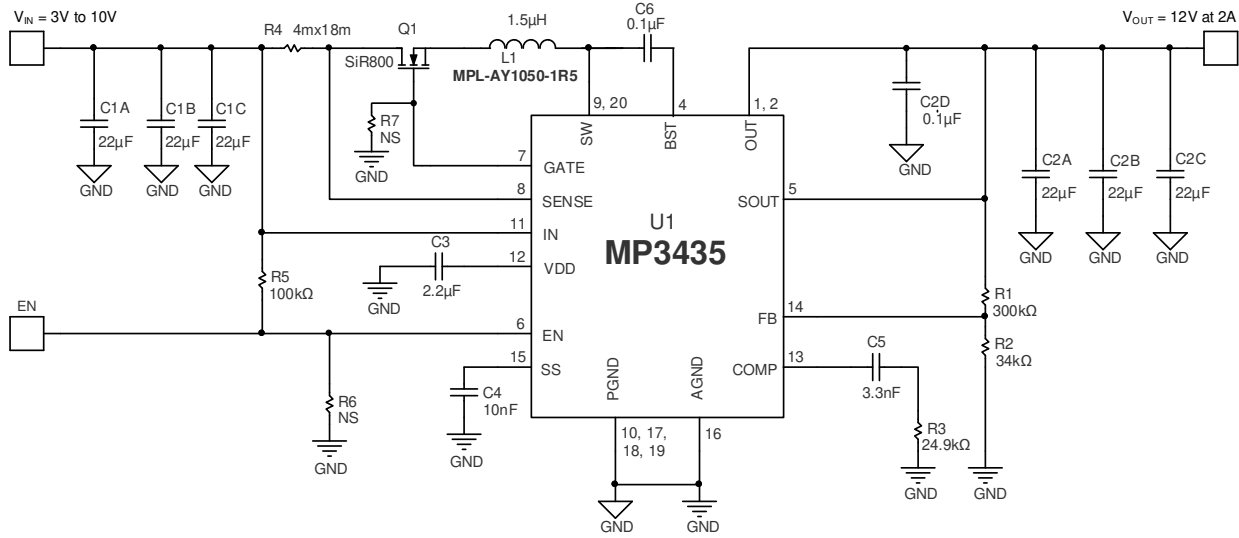 V_IN = 3V to 10V
R4 4mx18m
Q1
SiR800
1.5µH
L1
MPL-AY1050-1R5
C6
0.1µF
V_OUT = 12V at 2A
C1A
22µF
GND
C1B
22µF
GND
C1C
22µF
GND
R7
NS
GND
9, 20
SW
4
BST
1, 2
OUT
C2D
0.1µF
GND
C2A
22µF
GND
C2B
22µF
GND
C2C
22µF
GND
7
GATE
8
SENSE
11
IN
12
VDD
6
EN
15
SS
U1
MP3435
5
SOUT
14
FB
13
COMP
PGND
AGND
C3
2.2µF
GND
R5
100kΩ
EN
R6
NS
GND
C4
10nF
GND
10, 17,
18, 19
16
GND
GND
C5
3.3nF
R3
24.9kΩ
GND
R1
300kΩ
R2
34kΩ
GND